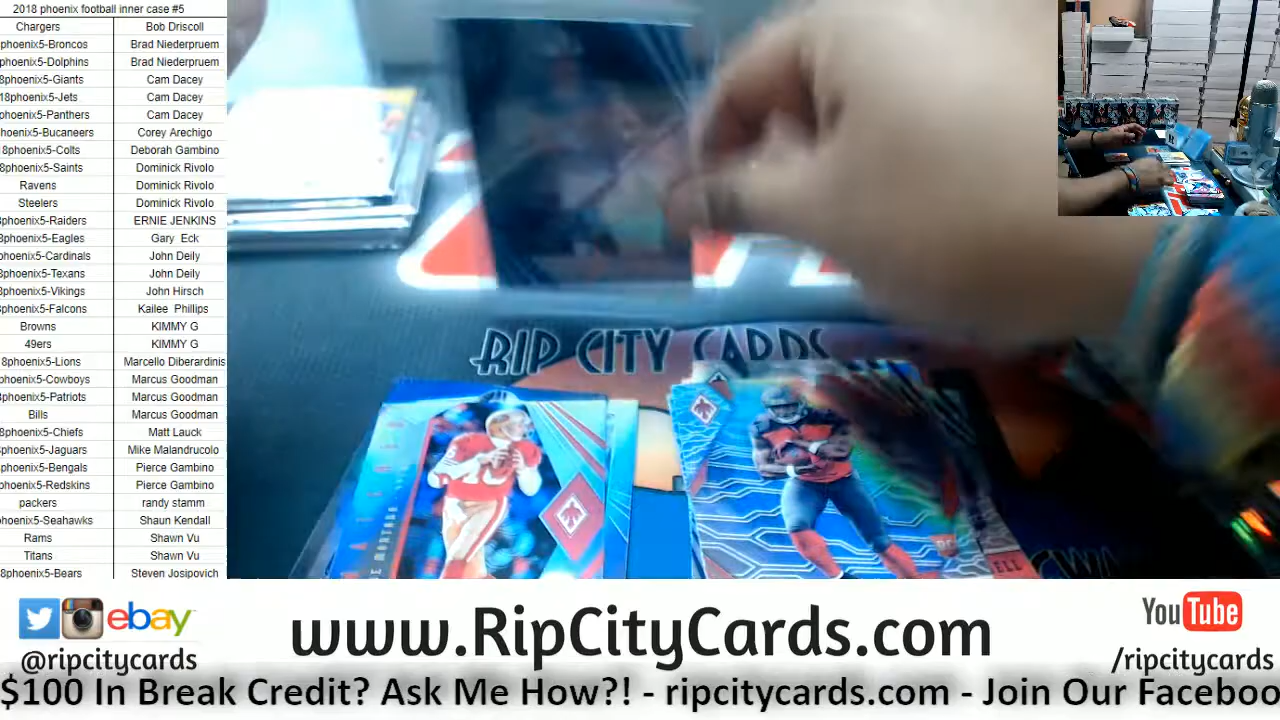 2018 phoenix football inner case #5
Chargers Bob Driscoll
phoenix5-Broncos Brad Niederpruem
phoenix5-Dolphins Brad Niederpruem
8phoenix5-Giants Cam Dacey
18phoenix5-Jets Cam Dacey
phoenix5-Panthers Cam Dacey
hoenix5-Bucaneers Corey Arechigo
8phoenix5-Colts Deborah Gambino
8phoenix5-Saints Dominick Rivolo
Ravens Dominick Rivolo
Steelers Dominick Rivolo
phoenix5-Raiders ERNIE JENKINS
8phoenix5-Eagles Gary Eck
phoenix5-Cardinals John Deily
8phoenix5-Texans John Deily
8phoenix5-Vikings John Hirsch
phoenix5-Falcons Kailee Phillips
Browns KIMMY G
49ers KIMMY G
8phoenix5-Lions Marcello Diberardinis
phoenix5-Cowboys Marcus Goodman
phoenix5-Patriots Marcus Goodman
Bills Marcus Goodman
8phoenix5-Chiefs Matt Lauck
phoenix5-Jaguars Mike Malandrucolo
phoenix5-Bengals Pierce Gambino
phoenix5-Redskins Pierce Gambino
packers randy stamm
hoenix5-Seahawks Shaun Kendall
Rams Shawn Vu
Titans Shawn Vu
8phoenix5-Bears Steven Josipovich
RIP CITY CARDS
ELL
ebay
@ripcitycards
www.RipCityCards.com
YouTube
/ripcitycards
$100 In Break Credit? Ask Me How?! - ripcitycards.com - Join Our Faceboo